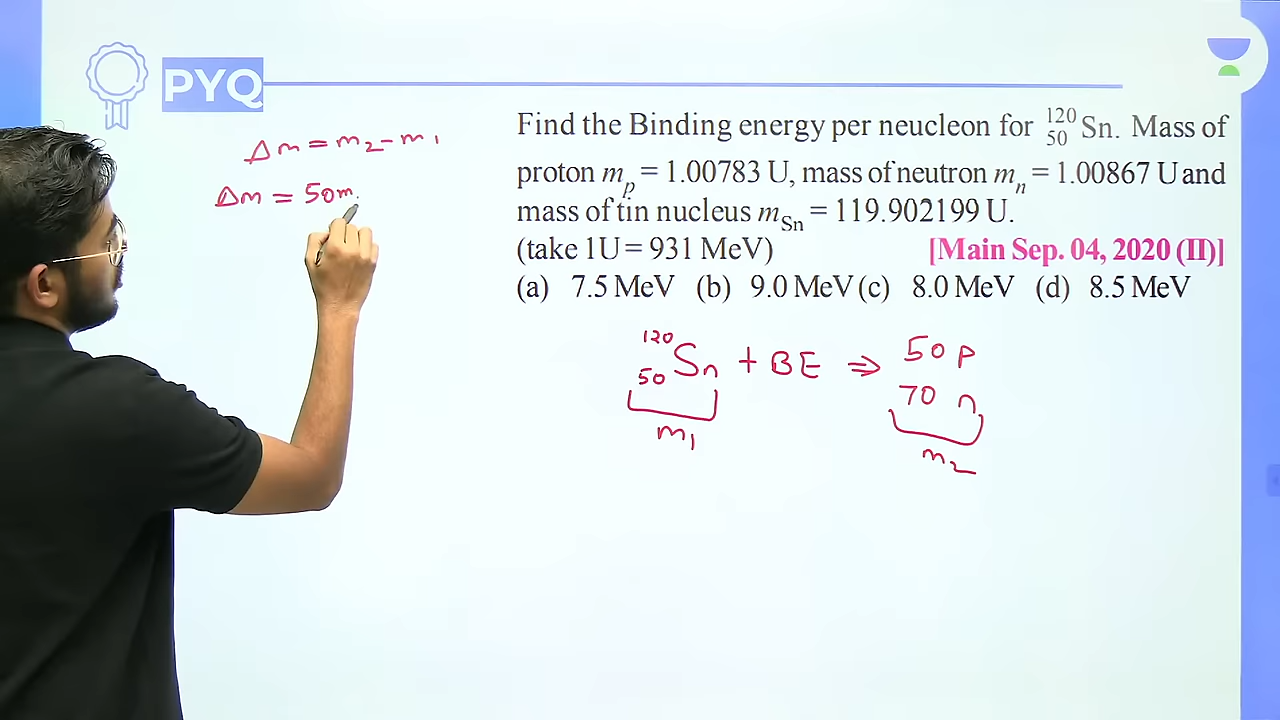 PYQ
Δm = m₂ - m₁
Δm = 50m
Find the Binding energy per neucleon for ¹²⁰₅₀Sn. Mass of
proton mₚ = 1.00783 U, mass of neutron mₙ = 1.00867 U and
mass of tin nucleus m_Sn = 119.902199 U.
(take 1U = 931 MeV) [Main Sep. 04, 2020 (II)]
(a) 7.5 MeV (b) 9.0 MeV (c) 8.0 MeV (d) 8.5 MeV
¹²⁰₅₀Sn + BE ⇒ 50 p
70 n
m₁
m₂